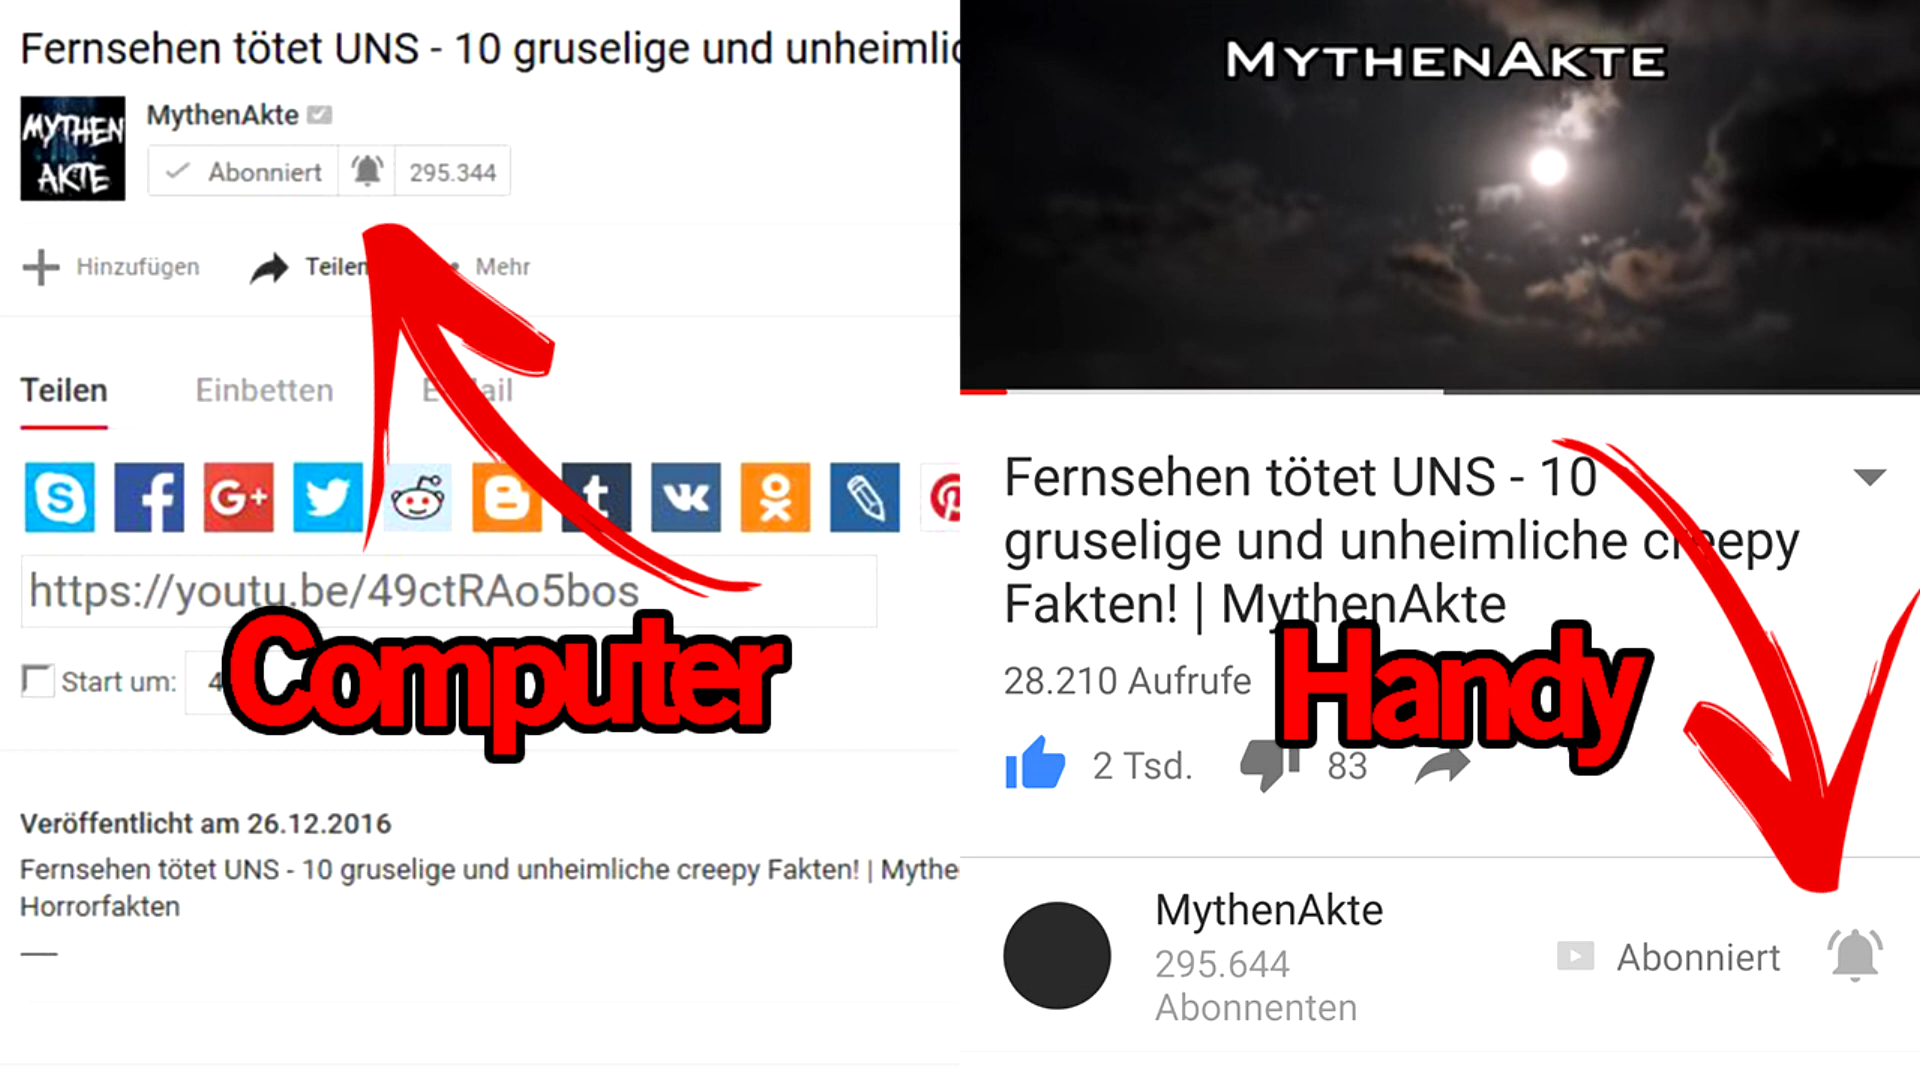 Fernsehen tötet UNS - 10 gruselige und
MYTHEN
AKTE
MythenAkte
Abonniert
295.344
Hinzufügen
Teilen
Mehr
Teilen
Einbetten
G+
B
t
https://youtu.be/49ctRAo5bos
Start um:
4
Computer
Veröffentlicht am 26.12.2016
Fernsehen tötet UNS - 10 gruselige und unheimliche creepy Fakten! | Mythe
Horrorfakten
—
MYTHENAKTE
Fernsehen tötet UNS - 10
gruselige und unheimliche creepy
Fakten! | MythenAkte
28.210 Aufrufe
Handy
2 Tsd.
83
MythenAkte
295.644
Abonnenten
Abonniert